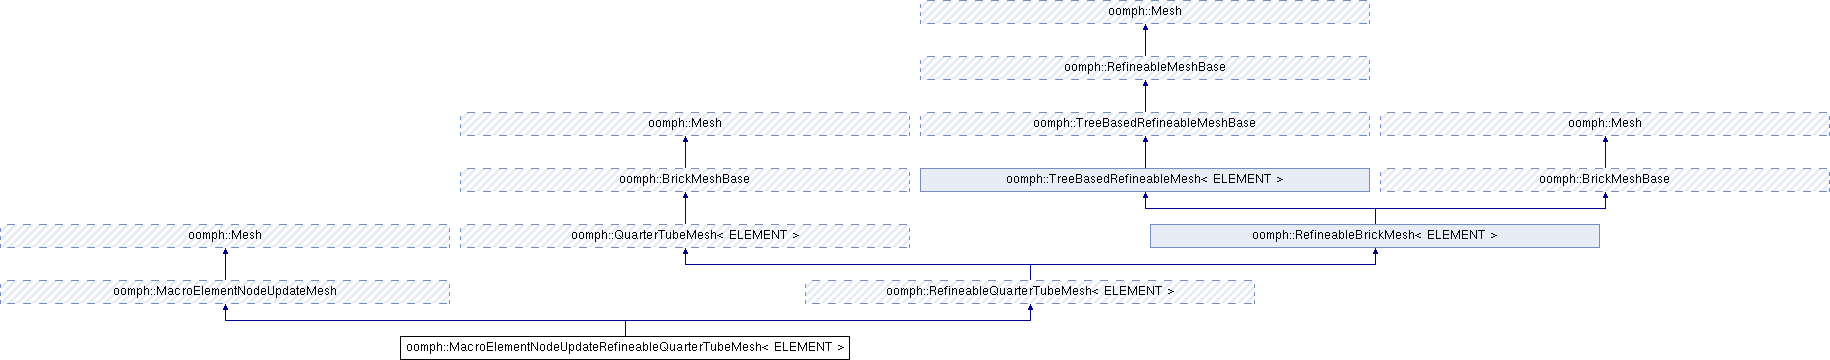 oomph::Mesh
oomph::RefineableMeshBase
oomph::Mesh
oomph::TreeBasedRefineableMeshBase
oomph::Mesh
oomph::BrickMeshBase
oomph::TreeBasedRefineableMesh< ELEMENT >
oomph::BrickMeshBase
oomph::Mesh
oomph::QuarterTubeMesh< ELEMENT >
oomph::RefineableBrickMesh< ELEMENT >
oomph::MacroElementNodeUpdateMesh
oomph::RefineableQuarterTubeMesh< ELEMENT >
oomph::MacroElementNodeUpdateRefineableQuarterTubeMesh< ELEMENT >